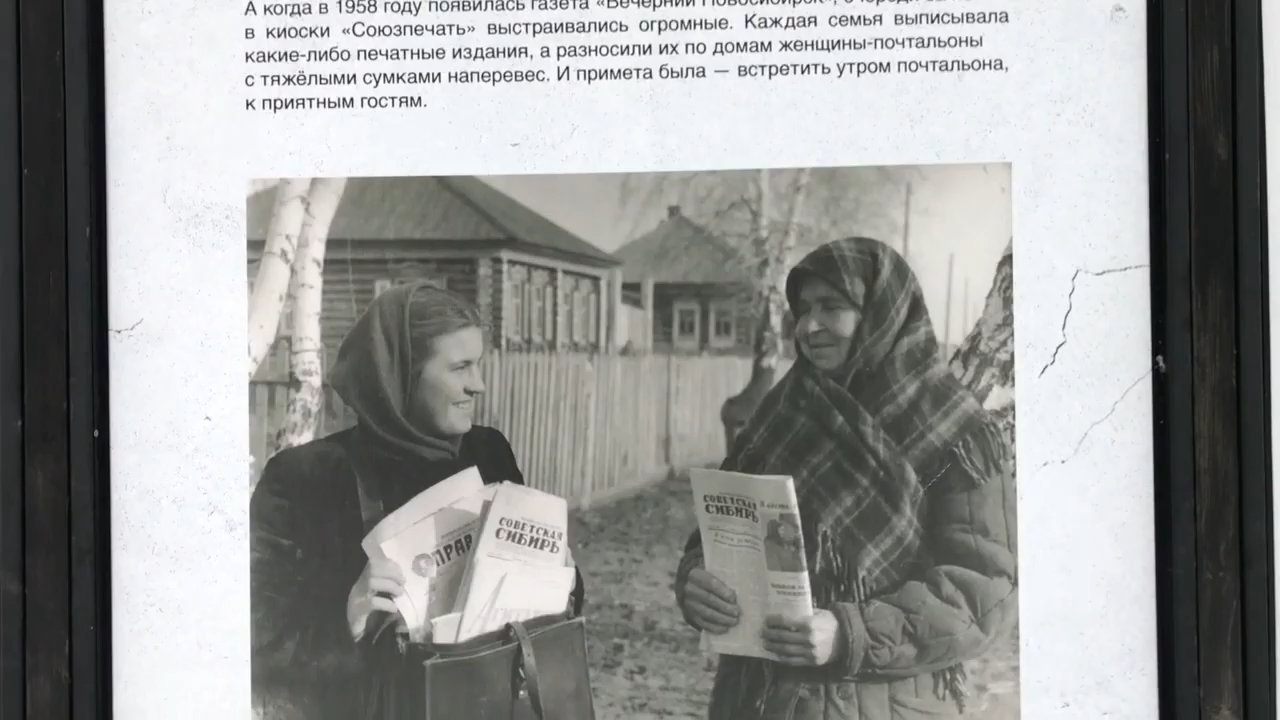 А когда в 1958 году появилась газета «Вечерний Новосибирск»,
в киоски «Союзпечать» выстраивались огромные. Каждая семья выписывала
какие-либо печатные издания, а разносили их по домам женщины-почтальоны
с тяжёлыми сумками наперевес. И примета была — встретить утром почтальона,
к приятным гостям.
ПРАВ
СОВЕТСКАЯ
СИБИРЬ
СОВЕТСКАЯ
СИБИРЬ